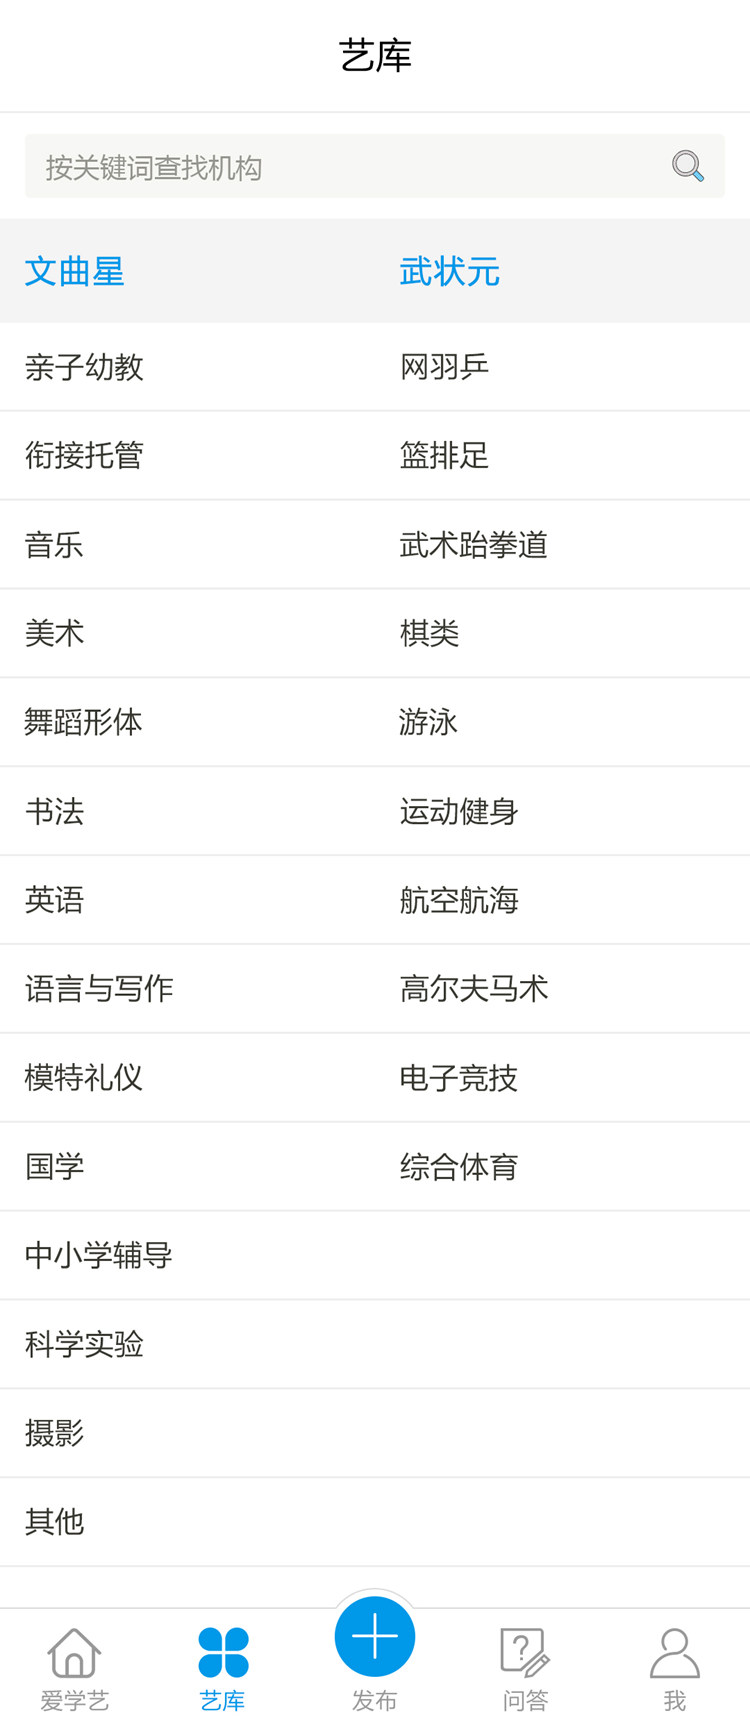 艺库
按关键词查找机构
文曲星 武状元
亲子幼教 网羽乒
衔接托管 篮排足
音乐 武术跆拳道
美术 棋类
舞蹈形体 游泳
书法 运动健身
英语 航空航海
语言与写作 高尔夫马术
模特礼仪 电子竞技
国学 综合体育
中小学辅导
科学实验
摄影
其他
爱学艺 艺库 发布 问答 我